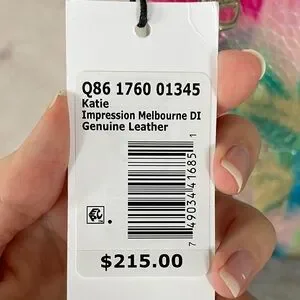 Q86 1760 01345
Katie
Impression Melbourne DI
Genuine Leather
7 49034 41685 1
$215.00